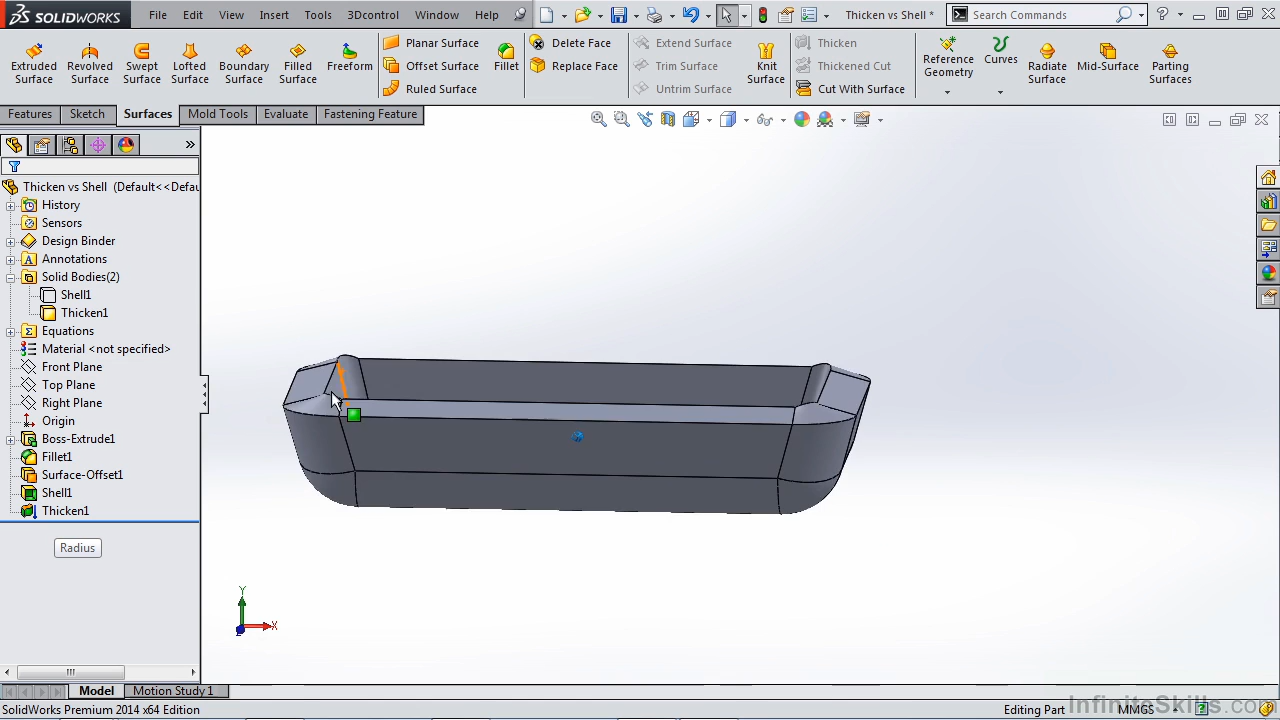 SOLIDWORKS File Edit View Insert Tools 3Dcontrol Window Help Thicken vs Shell * Search Commands
Extruded Surface
Revolved Surface
Swept Surface
Lofted Surface
Boundary Surface
Filled Surface
Freeform
Planar Surface
Offset Surface
Ruled Surface
Fillet
Delete Face
Replace Face
Extend Surface
Trim Surface
Untrim Surface
Knit Surface
Thicken
Thickened Cut
Cut With Surface
Reference Geometry
Curves
Radiate Surface
Mid-Surface
Parting Surfaces
Features Sketch Surfaces Mold Tools Evaluate Fastening Feature
Thicken vs Shell (Default<<Defau
History
Sensors
Design Binder
Annotations
Solid Bodies(2)
Shell1
Thicken1
Equations
Material <not specified>
Front Plane
Top Plane
Right Plane
Origin
Boss-Extrude1
Fillet1
Surface-Offset1
Shell1
Thicken1
Radius
Y
X
Z
Model Motion Study 1
SolidWorks Premium 2014 x64 Edition Editing Part MMGS
InfiniteSkills.com